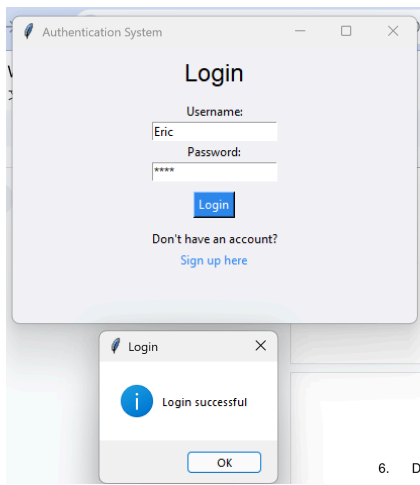 Authentication System
Login
Username:
Eric
Password:
****
Login
Don't have an account?
Sign up here
Login
Login successful
OK
6. D